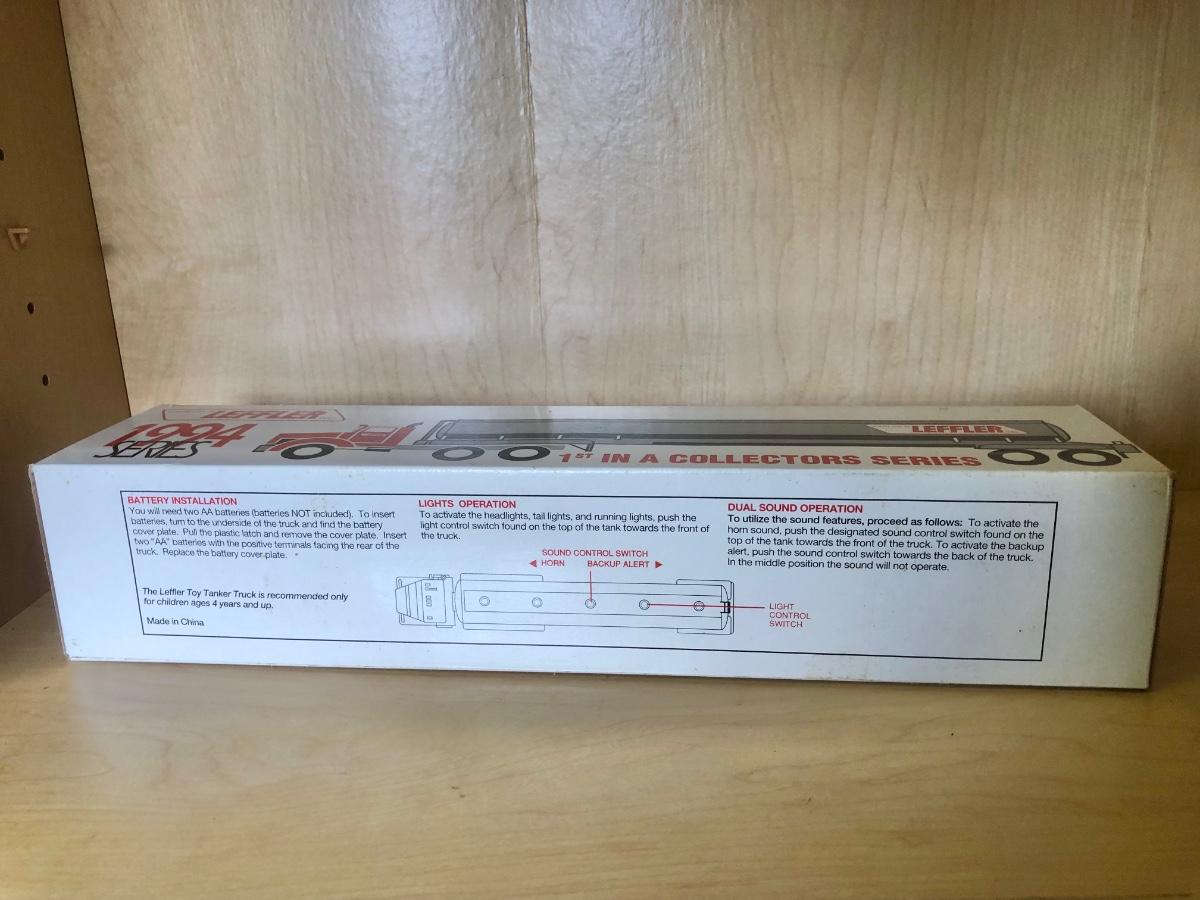 LEFFLER
1994
SERIES
LEFFLER
1ST IN A COLLECTORS SERIES
BATTERY INSTALLATION
You will need two AA batteries (batteries NOT included). To insert
batteries, turn to the underside of the truck and find the battery
cover plate. Pull the plastic latch and remove the cover plate. Insert
two "AA" batteries with the positive terminals facing the rear of the
truck. Replace the battery cover plate.
The Leffler Toy Tanker Truck is recommended only
for children ages 4 years and up.
Made in China
LIGHTS OPERATION
To activate the headlights, tail lights, and running lights, push the
light control switch found on the top of the tank towards the front of
the truck.
SOUND CONTROL SWITCH
◀ HORN BACKUP ALERT ▶
LIGHT
CONTROL
SWITCH
DUAL SOUND OPERATION
To utilize the sound features, proceed as follows: To activate the
horn sound, push the designated sound control switch found on the
top of the tank towards the front of the truck. To activate the backup
alert, push the sound control switch towards the back of the truck.
In the middle position the sound will not operate.